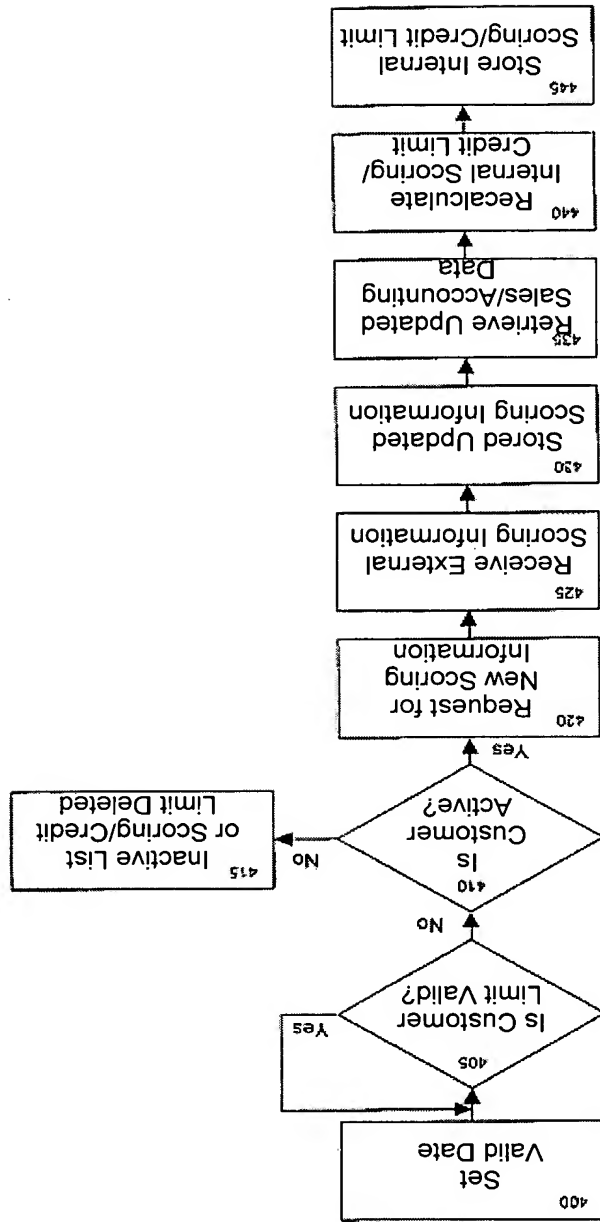 400
Set
Valid Date
405
Is Customer
Limit Valid?
Yes
No
410
Is
Customer
Active?
No
415
Inactive List
or Scoring/Credit
Limit Deleted
Yes
420
Request for
New Scoring
Information
425
Receive External
Scoring Information
430
Stored Updated
Scoring Information
435
Retrieve Updated
Sales/Accounting
Data
440
Recalculate
Internal Scoring/
Credit Limit
445
Store Internal
Scoring/Credit Limit